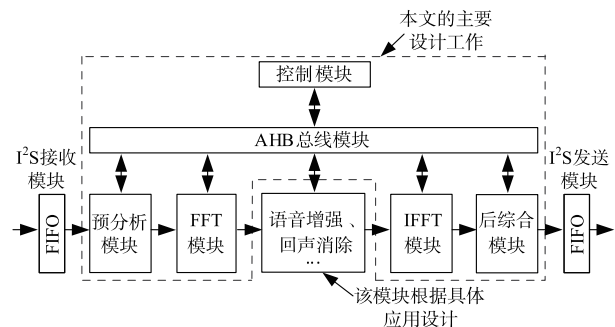 本文的主要
设计工作
控制模块
AHB总线模块
I²S接收
模块
I²S发送
模块
FIFO
预分析
模块
FFT
模块
语音增强、
回声消除
...
IFFT
模块
后综合
模块
FIFO
该模块根据具体
应用设计